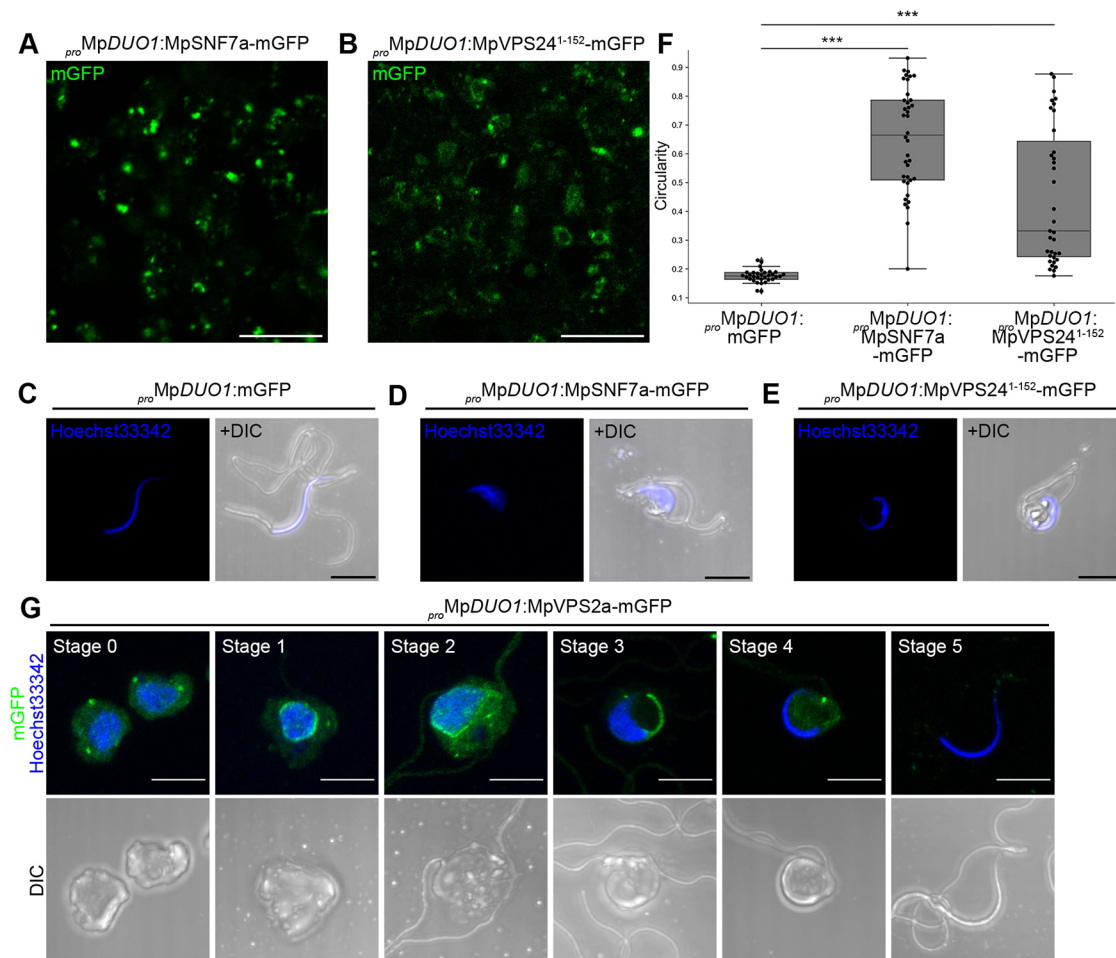 A
proMpDUO1:MpSNF7a-mGFP
mGFP
B
proMpDUO1:MpVPS24¹⁻¹⁵²-mGFP
mGFP
F
***
***
Circularity
0.9
0.8
0.7
0.6
0.5
0.4
0.3
0.2
0.1
proMpDUO1:
mGFP
proMpDUO1:
MpSNF7a
-mGFP
proMpDUO1:
MpVPS24¹⁻¹⁵²
-mGFP
C
proMpDUO1:mGFP
Hoechst33342
+DIC
D
proMpDUO1:MpSNF7a-mGFP
Hoechst33342
+DIC
E
proMpDUO1:MpVPS24¹⁻¹⁵²-mGFP
Hoechst33342
+DIC
G
proMpDUO1:MpVPS2a-mGFP
mGFP
Hoechst33342
Stage 0
Stage 1
Stage 2
Stage 3
Stage 4
Stage 5
DIC